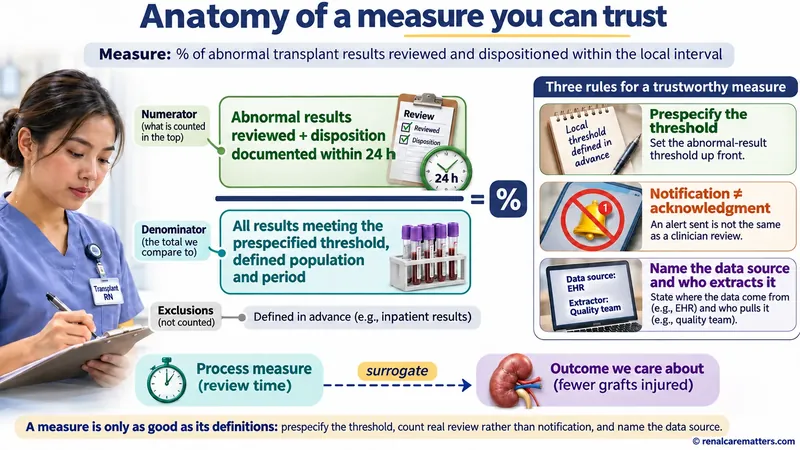 Anatomy of a measure you can trust
Measure: % of abnormal transplant results reviewed and dispositioned within the local interval
Numerator
(what is counted
in the top)
Abnormal results
reviewed + disposition
documented within 24 h
Review
Reviewed
Disposition
24 h
Denominator
(the total we
compare to)
All results meeting the
prespecified threshold,
defined population
and period
= %
Exclusions
(not counted)
Defined in advance (e.g., inpatient results)
Transplant
RN
Three rules for a trustworthy measure
Local
threshold
defined in
advance
Prespecify the
threshold
Set the abnormal-result
threshold up front.
1
Notification ≠
acknowledgment
An alert sent is not the same
as a clinician review.
Data source:
EHR
Extractor:
Quality team
Name the data source
and who extracts it
State where the data come from
(e.g., EHR) and who pulls it
(e.g., quality team).
Process measure
(review time)
surrogate
Outcome we care about
(fewer grafts injured)
A measure is only as good as its definitions: prespecify the threshold, count real review rather than notification, and name the data source.
© renalcarematters.com